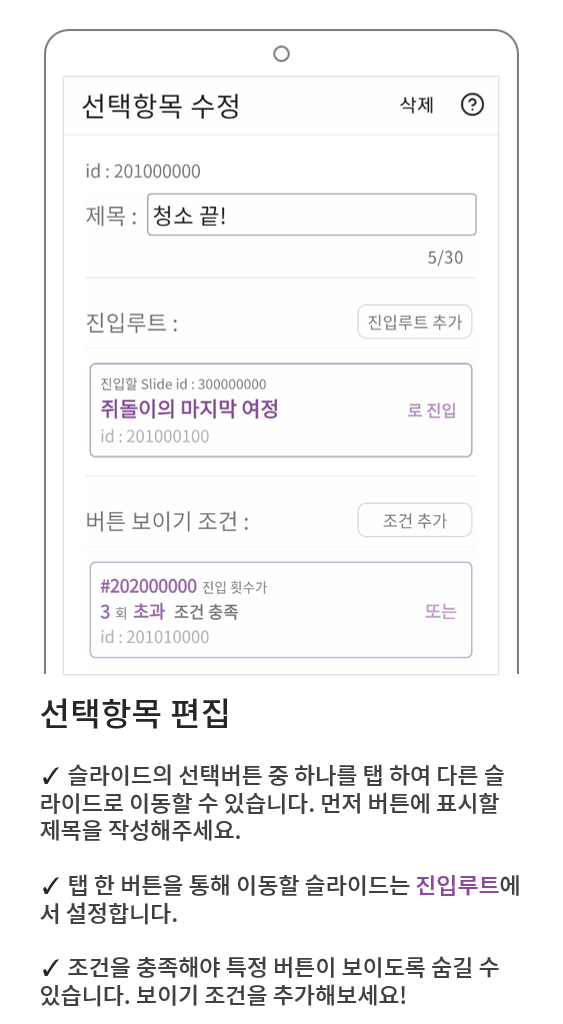 선택항목 수정 삭제 ?
id : 201000000
제목 : 청소 끝!
5/30
진입루트 : 진입루트 추가
진입할 Slide id : 300000000
쥐돌이의 마지막 여정 로 진입
id : 201000100
버튼 보이기 조건 : 조건 추가
#202000000 진입 횟수가
3 회 초과 조건 충족 또는
id : 201010000
선택항목 편집
✓ 슬라이드의 선택버튼 중 하나를 탭 하여 다른 슬
라이드로 이동할 수 있습니다. 먼저 버튼에 표시할
제목을 작성해주세요.
✓ 탭 한 버튼을 통해 이동할 슬라이드는 진입루트에
서 설정합니다.
✓ 조건을 충족해야 특정 버튼이 보이도록 숨길 수
있습니다. 보이기 조건을 추가해보세요!